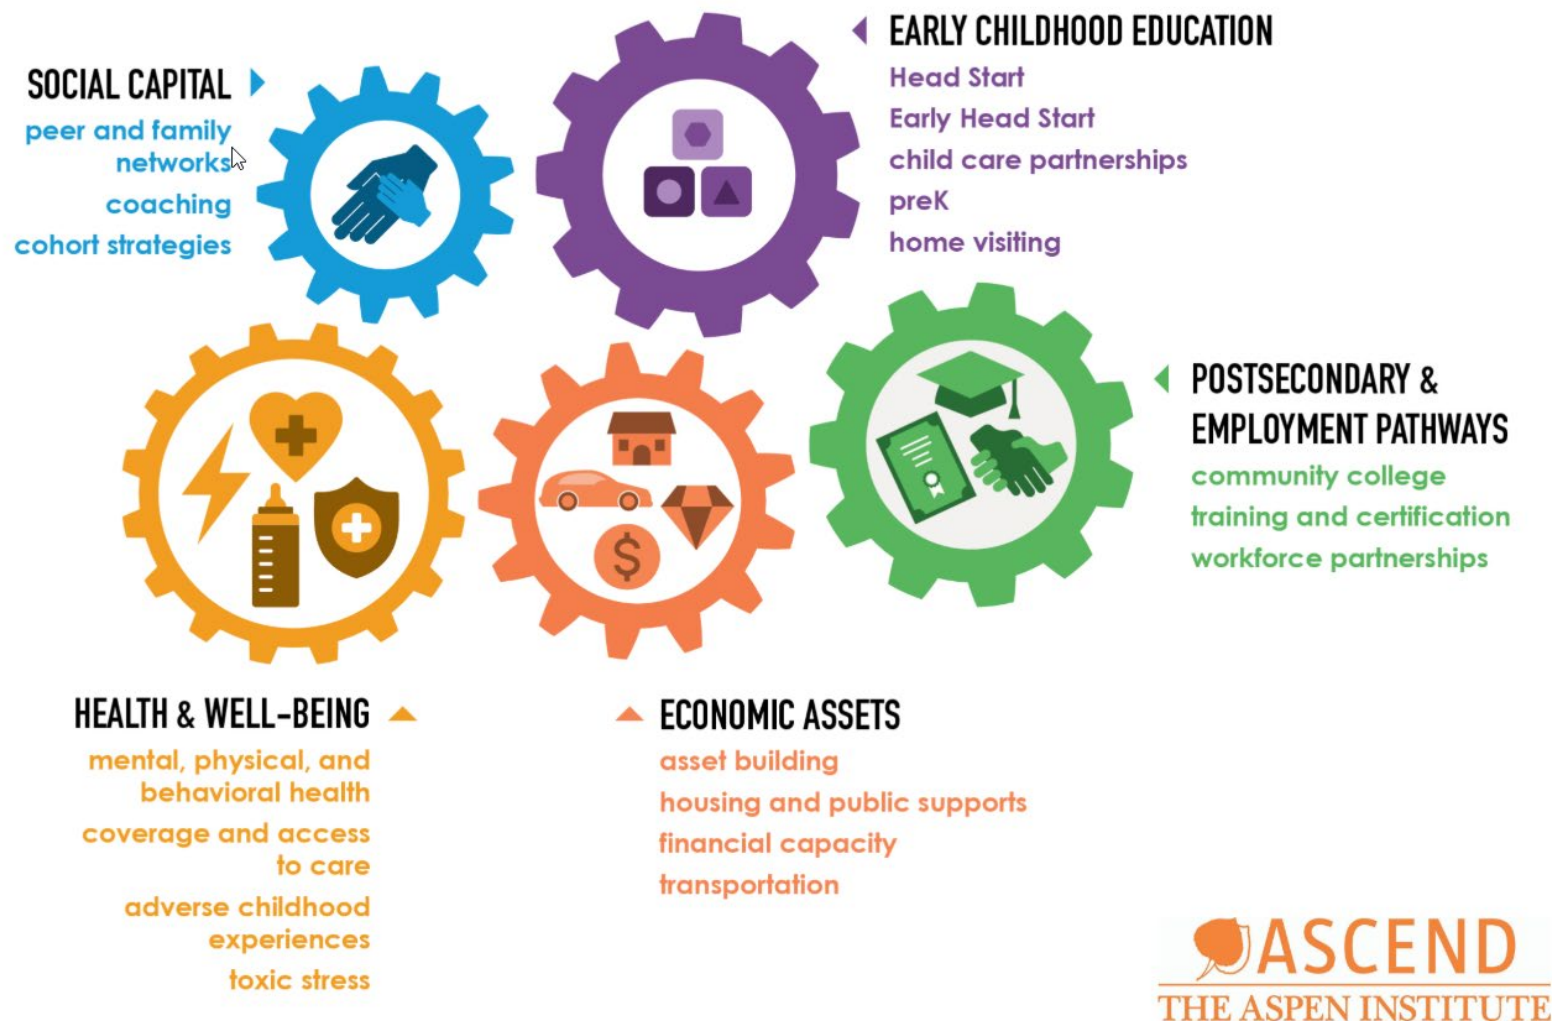 SOCIAL CAPITAL
peer and family
networks
coaching
cohort strategies
EARLY CHILDHOOD EDUCATION
Head Start
Early Head Start
child care partnerships
preK
home visiting
POSTSECONDARY &
EMPLOYMENT PATHWAYS
community college
training and certification
workforce partnerships
$
HEALTH & WELL-BEING
mental, physical, and
behavioral health
coverage and access
to care
adverse childhood
experiences
toxic stress
ECONOMIC ASSETS
asset building
housing and public supports
financial capacity
transportation
ASCEND
THE ASPEN INSTITUTE